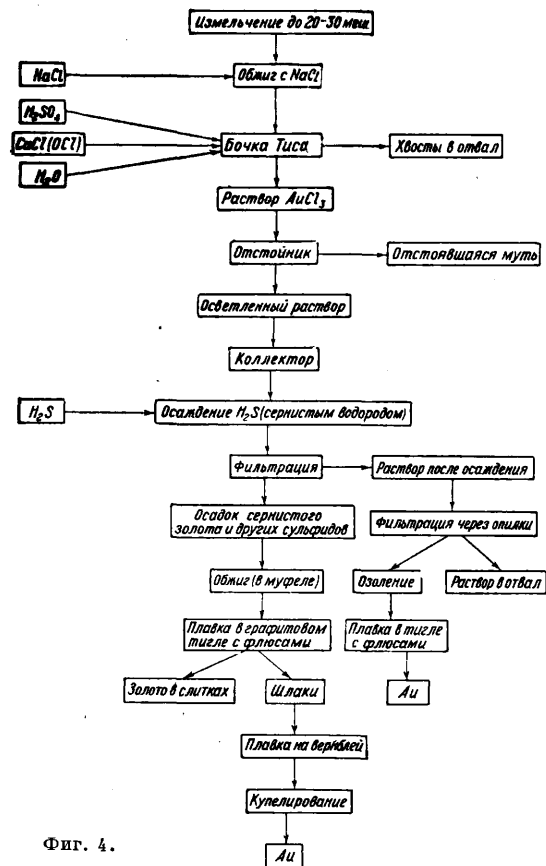 Измельчение до 20-30 меш
NaCl
Обжиг с NaCl
H₂SO₄
CaCl(OCl)
Бочка Тиса
Хвосты в отвал
H₂O
Раствор AuCl₃
Отстойник
Отстоявшаяся муть
Осветленный раствор
Коллектор
H₂S
Осаждение H₂S (сернистым водородом)
Фильтрация
Раствор после осаждения
Осадок сернистого
золота и других сульфидов
Фильтрация через опилки
Обжиг (в муфеле)
Озоление
Раствор в отвал
Плавка в графитовом
тигле с флюсами
Плавка в тигле
с флюсами
Золото в слитках
Шлаки
Au
Плавка на веркблей
Купелирование
Фиг. 4.
Au